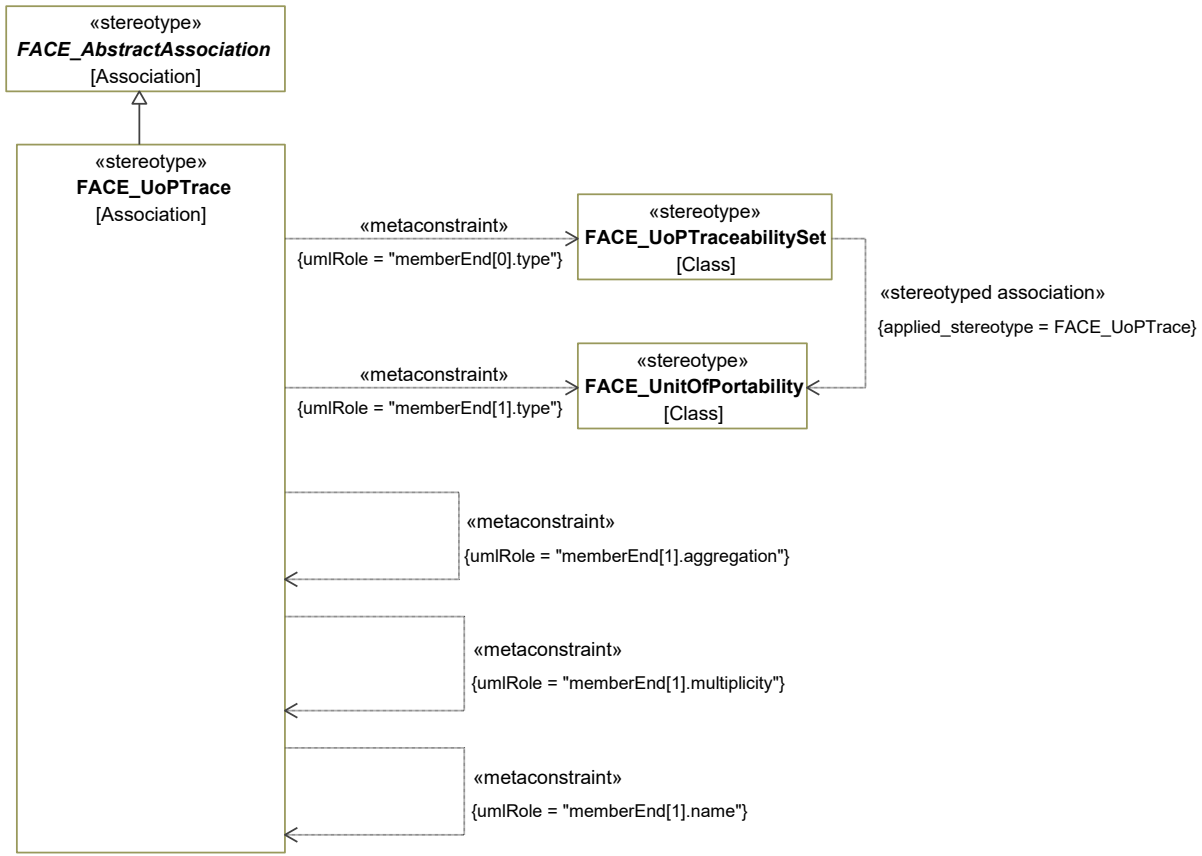 «stereotype»
FACE_AbstractAssociation
[Association]
«stereotype»
FACE_UoPTrace
[Association]
«metaconstraint»
{umlRole = "memberEnd[0].type"}
«stereotype»
FACE_UoPTraceabilitySet
[Class]
«stereotyped association»
{applied_stereotype = FACE_UoPTrace}
«metaconstraint»
{umlRole = "memberEnd[1].type"}
«stereotype»
FACE_UnitOfPortability
[Class]
«metaconstraint»
{umlRole = "memberEnd[1].aggregation"}
«metaconstraint»
{umlRole = "memberEnd[1].multiplicity"}
«metaconstraint»
{umlRole = "memberEnd[1].name"}